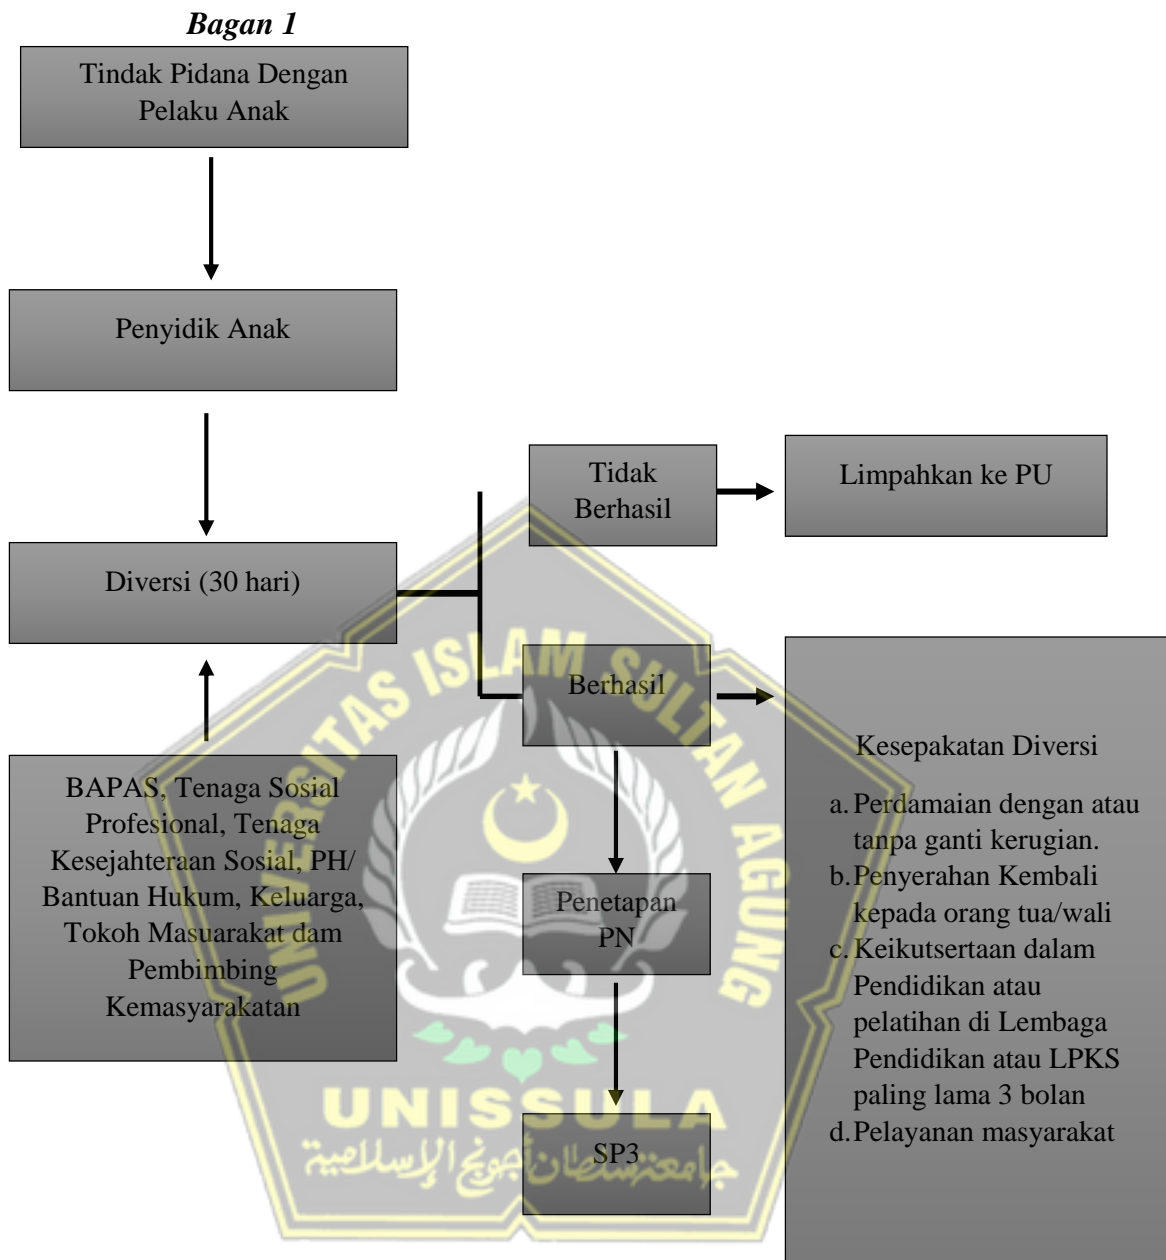 Bagan 1
Tindak Pidana Dengan
Pelaku Anak
Penyidik Anak
Diversi (30 hari)
BAPAS, Tenaga Sosial
Profesional, Tenaga
Kesejahteraan Sosial, PH/
Bantuan Hukum, Keluarga,
Tokoh Masuarakat dam
Pembimbing
Kemasyarakatan
Tidak
Berhasil
Limpahkan ke PU
Berhasil
Penetapan
PN
SP3
Kesepakatan Diversi
a. Perdamaian dengan atau
tanpa ganti kerugian.
b. Penyerahan Kembali
kepada orang tua/wali
c. Keikutsertaan dalam
Pendidikan atau
pelatihan di Lembaga
Pendidikan atau LPKS
paling lama 3 bolan
d. Pelayanan masyarakat
UNIVERSITAS ISLAM SULTAN AGUNG
UNISSULA
جامعتنسلطان أجونج الإسلامية